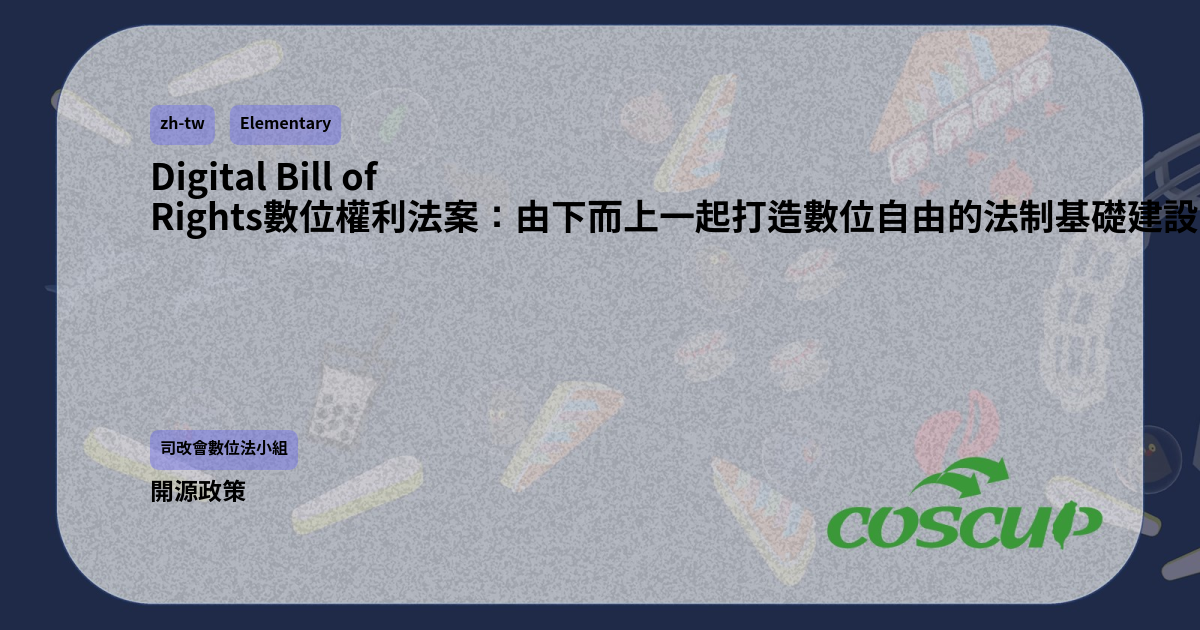 zh-tw
Elementary
Digital Bill of
Rights數位權利法案：由下而上一起打造數位自由的法制基礎建設
司改會數位法小組
開源政策
COSCUP